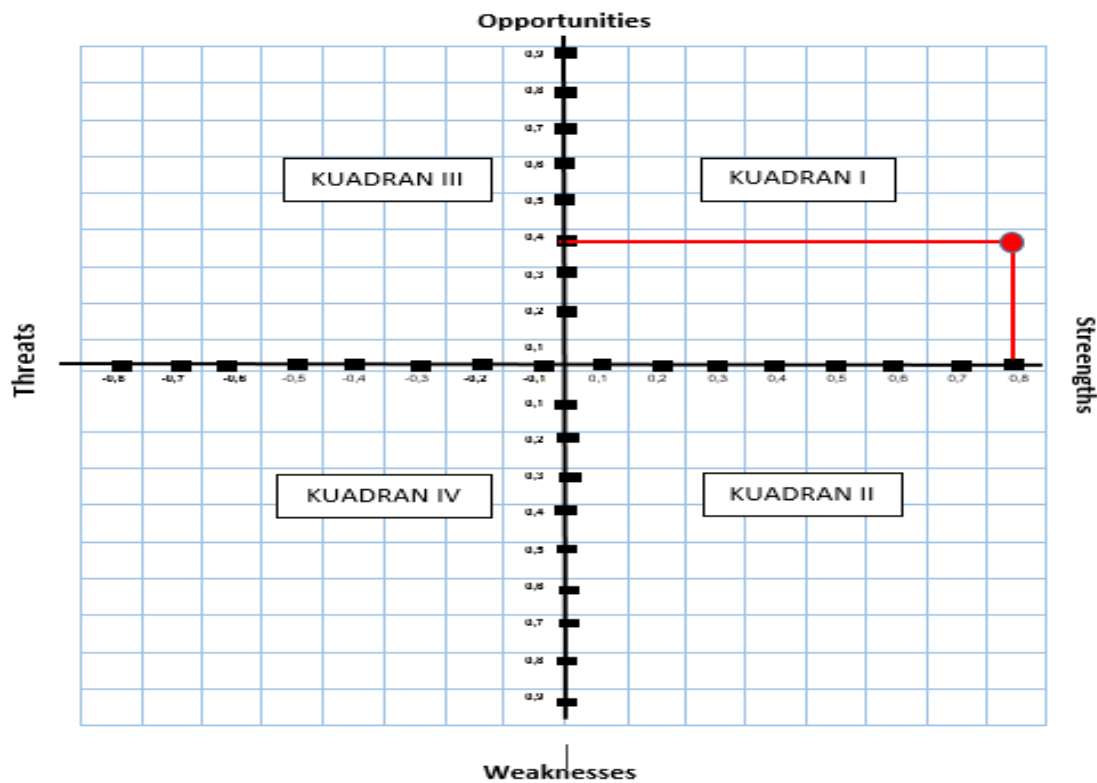 Opportunities
0,9
0,8
0,7
0,6
KUADRAN III
KUADRAN I
0,5
0,4
0,3
0,2
0,1
Threats
Streengths
-0,8 -0,7 -0,6 -0,5 -0,4 -0,3 -0,2 -0,1 0,1 0,2 0,3 0,4 0,5 0,6 0,7 0,8
0,1
0,2
0,3
KUADRAN IV
KUADRAN II
0,4
0,5
0,6
0,7
0,8
0,9
Weaknesses